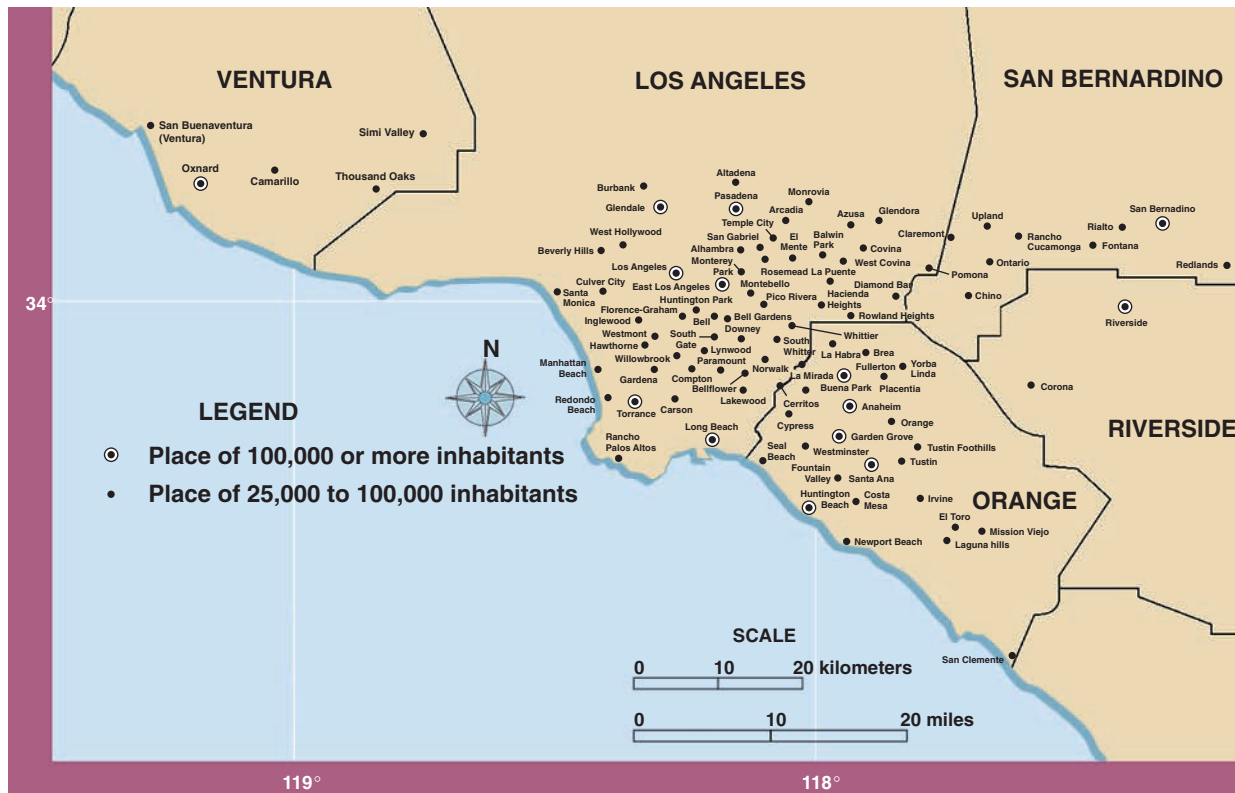 VENTURA
LOS ANGELES
SAN BERNARDINO
San Buenaventura
(Ventura)
Simi Valley
Oxnard
Camarillo
Thousand Oaks
Burbank
Glendale
Altadena
Pasadena
Monrovia
Arcadia
Temple City
Azusa
Glendora
Upland
Rialto
San Bernadino
West Hollywood
Beverly Hills
San Gabriel
Alhambra
El
Mente
Balwin
Park
Covina
Claremont
Rancho
Cucamonga
Fontana
Redlands
Los Angeles
Monterey
Park
Rosemead
La Puente
West Covina
Pomona
Ontario
Culver City
Santa
Monica
East Los Angeles
Montebello
Pico Rivera
Hacienda
Heights
Diamond Bar
Chino
34°
Florence-Graham
Huntington Park
Inglewood
Bell
Bell Gardens
Rowland Heights
Riverside
Westmont
Hawthorne
South
Gate
Downey
South
Whitter
Whittier
La Habra
Brea
Willowbrook
Lynwood
Paramount
Norwalk
La Mirada
Fullerton
Yorba
Linda
N
Manhattan
Beach
Gardena
Compton
Bellflower
Buena Park
Placentia
Corona
LEGEND
Redondo
Beach
Torrance
Carson
Lakewood
Cerritos
Cypress
Anaheim
Orange
RIVERSIDE
Place of 100,000 or more inhabitants
Place of 25,000 to 100,000 inhabitants
Rancho
Palos Altos
Long Beach
Seal
Beach
Westminster
Garden Grove
Tustin Foothills
Tustin
Fountain
Valley
Santa Ana
Huntington
Beach
Costa
Mesa
Irvine
ORANGE
El Toro
Mission Viejo
Newport Beach
Laguna hills
San Clemente
SCALE
0 10 20 kilometers
0 10 20 miles
119°
118°